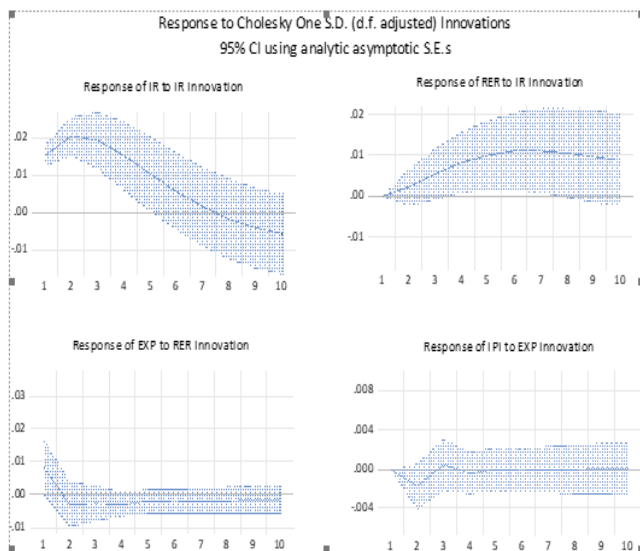 Response to Cholesky One S.D. (d.f. adjusted) Innovations
95% CI using analytic asymptotic S.E.s
Response of IR to IR Innovation
.02
.01
.00
-.01
1 2 3 4 5 6 7 8 9 10
Response of RER to IR Innovation
.02
.01
.00
-.01
1 2 3 4 5 6 7 8 9 10
Response of EXP to RER Innovation
.03
.02
.01
.00
-.01
1 2 3 4 5 6 7 8 9 10
Response of IPI to EXP Innovation
.008
.004
.000
-.004
1 2 3 4 5 6 7 8 9 10